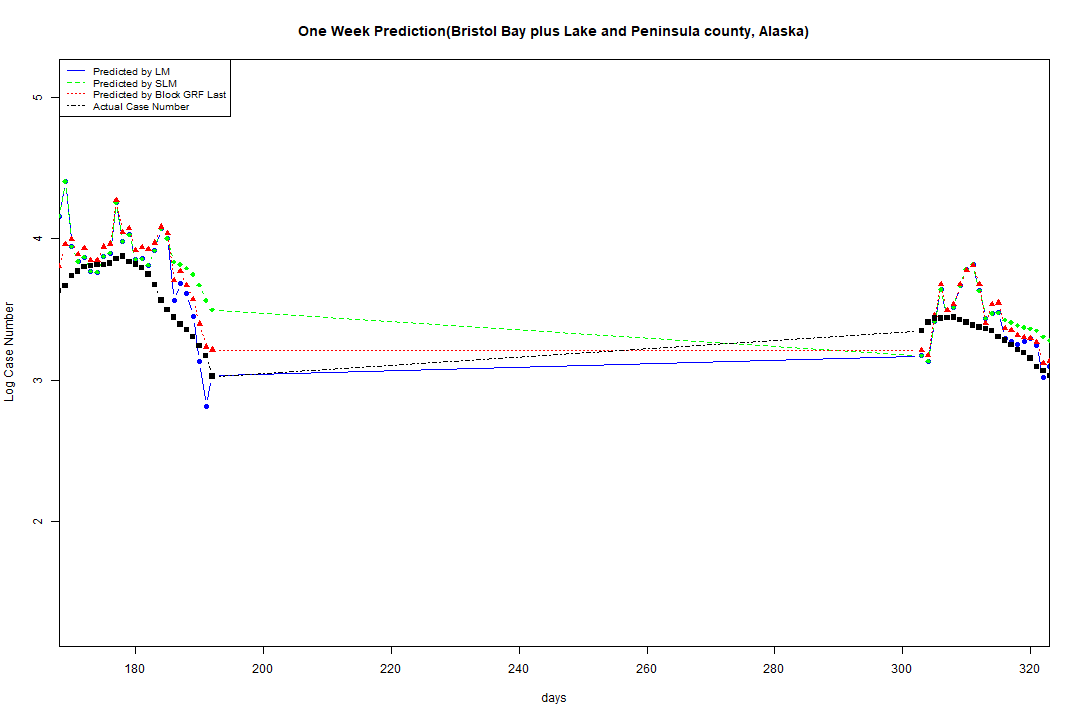 One Week Prediction(Bristol Bay plus Lake and Peninsula county, Alaska)
Predicted by LM
Predicted by SLM
Predicted by Block GRF Last
Actual Case Number
5
4
3
2
Log Case Number
180 200 220 240 260 280 300 320
days